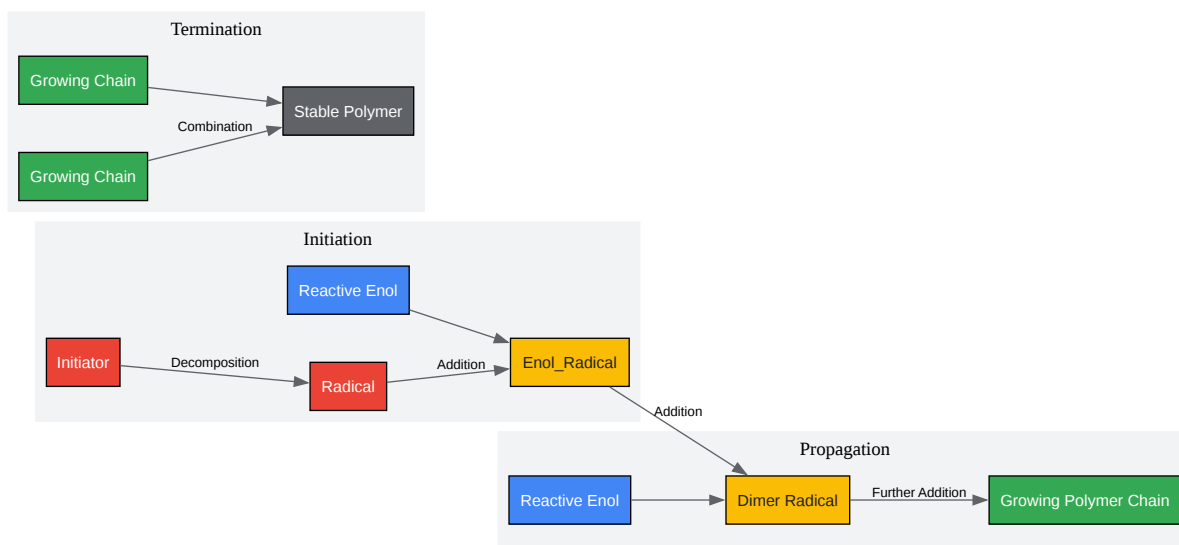 Termination
Growing Chain
Stable Polymer
Combination
Growing Chain
Initiation
Reactive Enol
Initiator
Decomposition
Radical
Addition
Enol_Radical
Addition
Propagation
Reactive Enol
Dimer Radical
Further Addition
Growing Polymer Chain